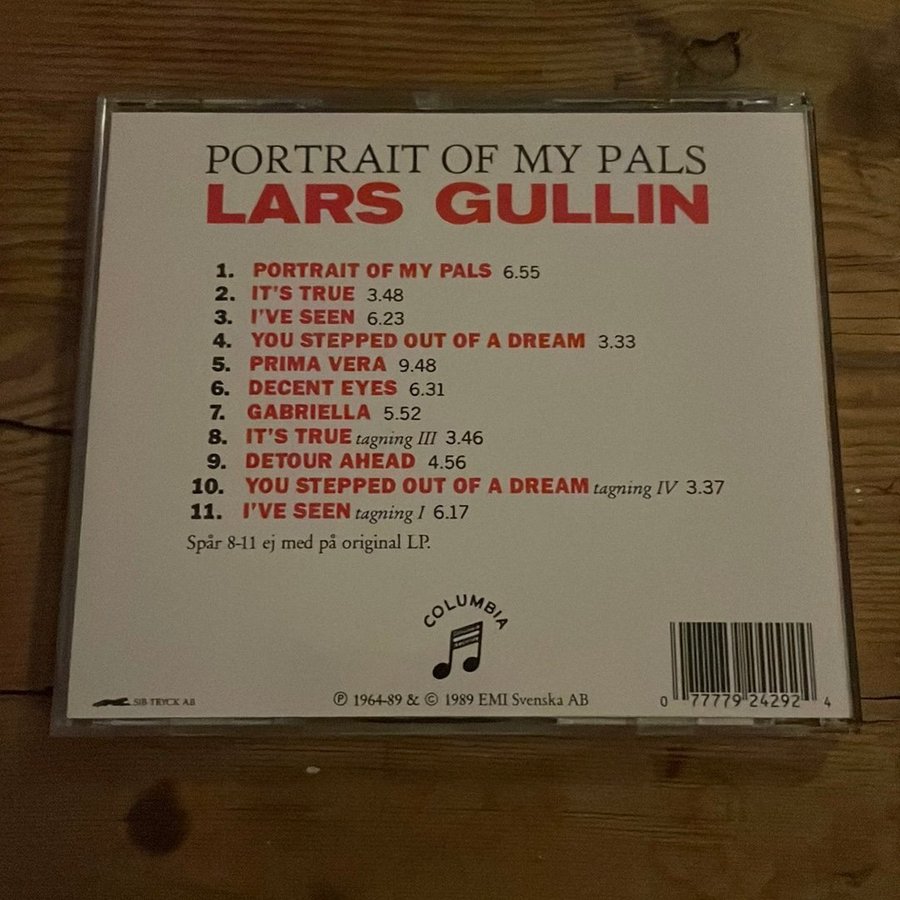 PORTRAIT OF MY PALS
LARS GULLIN
1. PORTRAIT OF MY PALS 6.55
2. IT'S TRUE 3.48
3. I'VE SEEN 6.23
4. YOU STEPPED OUT OF A DREAM 3.33
5. PRIMA VERA 9.48
6. DECENT EYES 6.31
7. GABRIELLA 5.52
8. IT'S TRUE tagning III 3.46
9. DETOUR AHEAD 4.56
10. YOU STEPPED OUT OF A DREAM tagning IV 3.37
11. I'VE SEEN tagning I 6.17
Spår 8-11 ej med på original LP.
COLUMBIA
SIB-TRYCK AB
℗ 1964-89 & © 1989 EMI Svenska AB
0 77779 24292 4